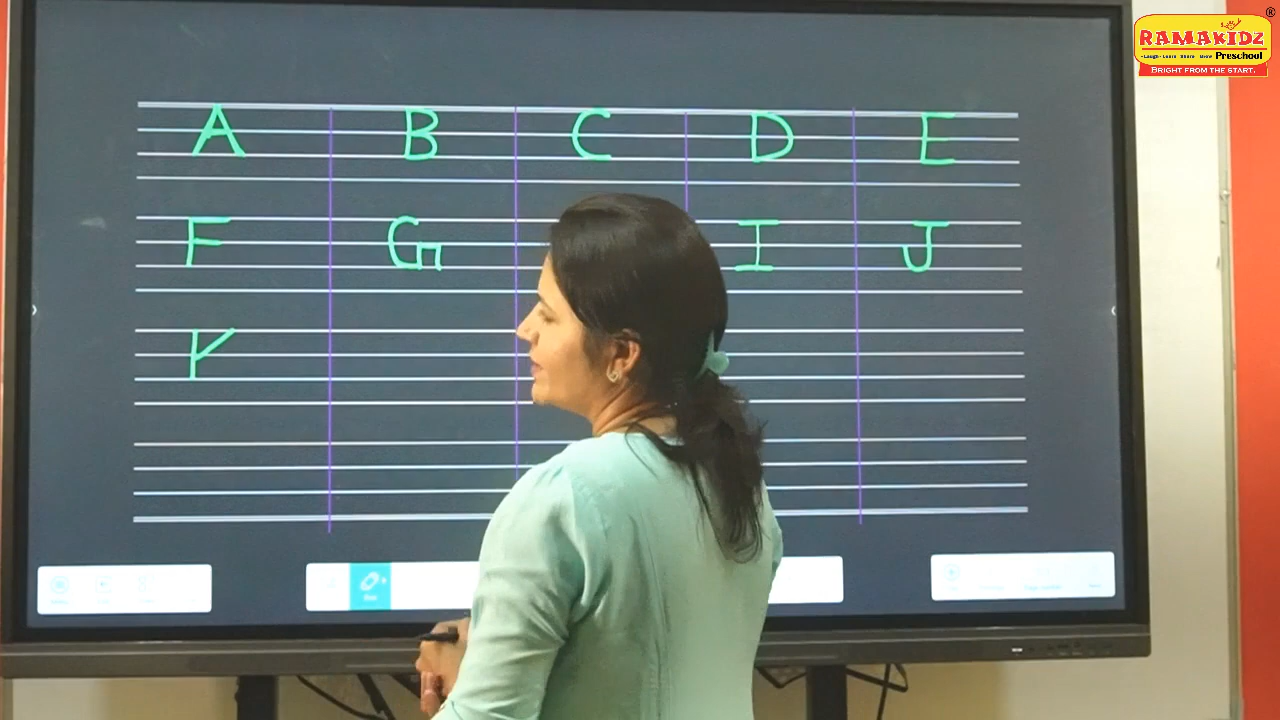 A B C D E
F G I J
K
RAMAKIDZ
Preschool
BRIGHT FROM THE START.